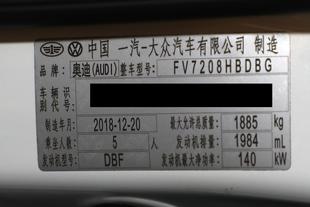 中国 一汽-大众汽车有限公司 制造
品牌: 奥迪(AUDI) 整车型号: FV7208HBDBG
车辆识别代号:
制造年月: 2018-12-20 最大允许总质量: 1885 kg
乘坐人数: 5 人 发动机排量: 1984 mL
发动机型号: DBF 发动机最大净功率: 140 kW